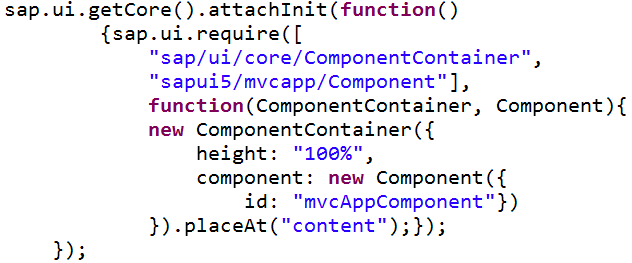 sap.ui.getCore().attachInit(function()
{sap.ui.require([
"sap/ui/core/ComponentContainer",
"sapui5/mvcapp/Component"],
function(ComponentContainer, Component){
new ComponentContainer({
height: "100%",
component: new Component({
id: "mvcAppComponent"})
}).placeAt("content");});
});